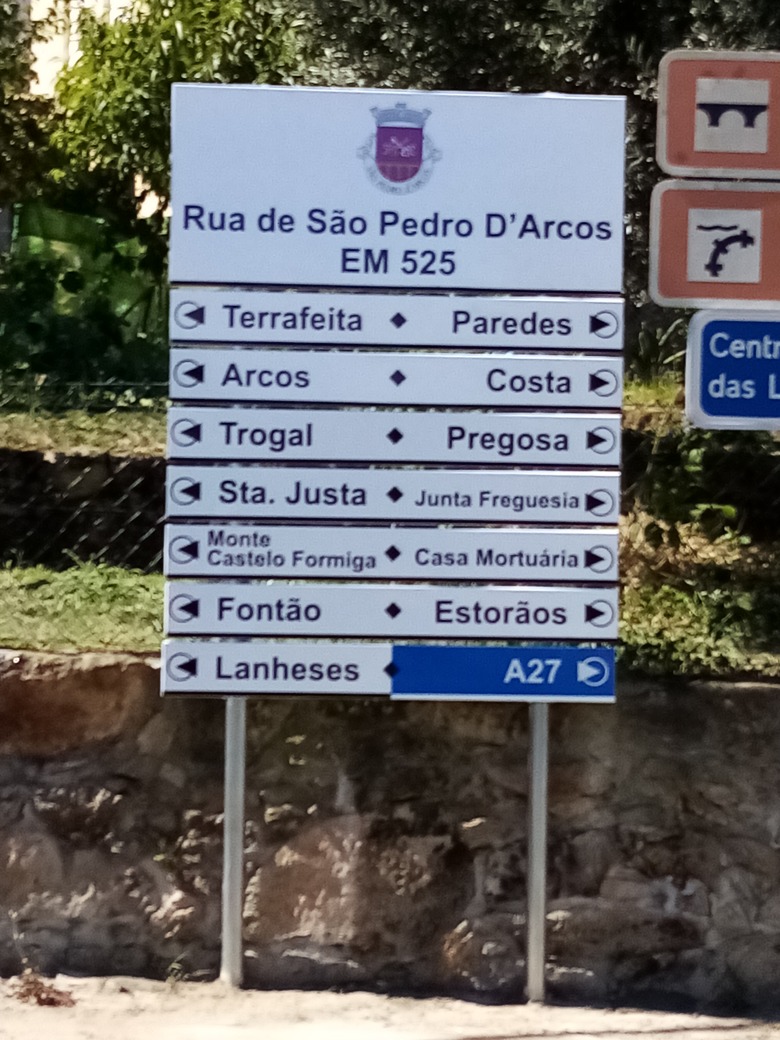 Rua de São Pedro D'Arcos
EM 525
Terrafeita
Paredes
Arcos
Costa
Trogal
Pregosa
Sta. Justa
Junta Freguesia
Monte
Castelo Formiga
Casa Mortuária
Fontão
Estorãos
Lanheses
A27
Cent
das L